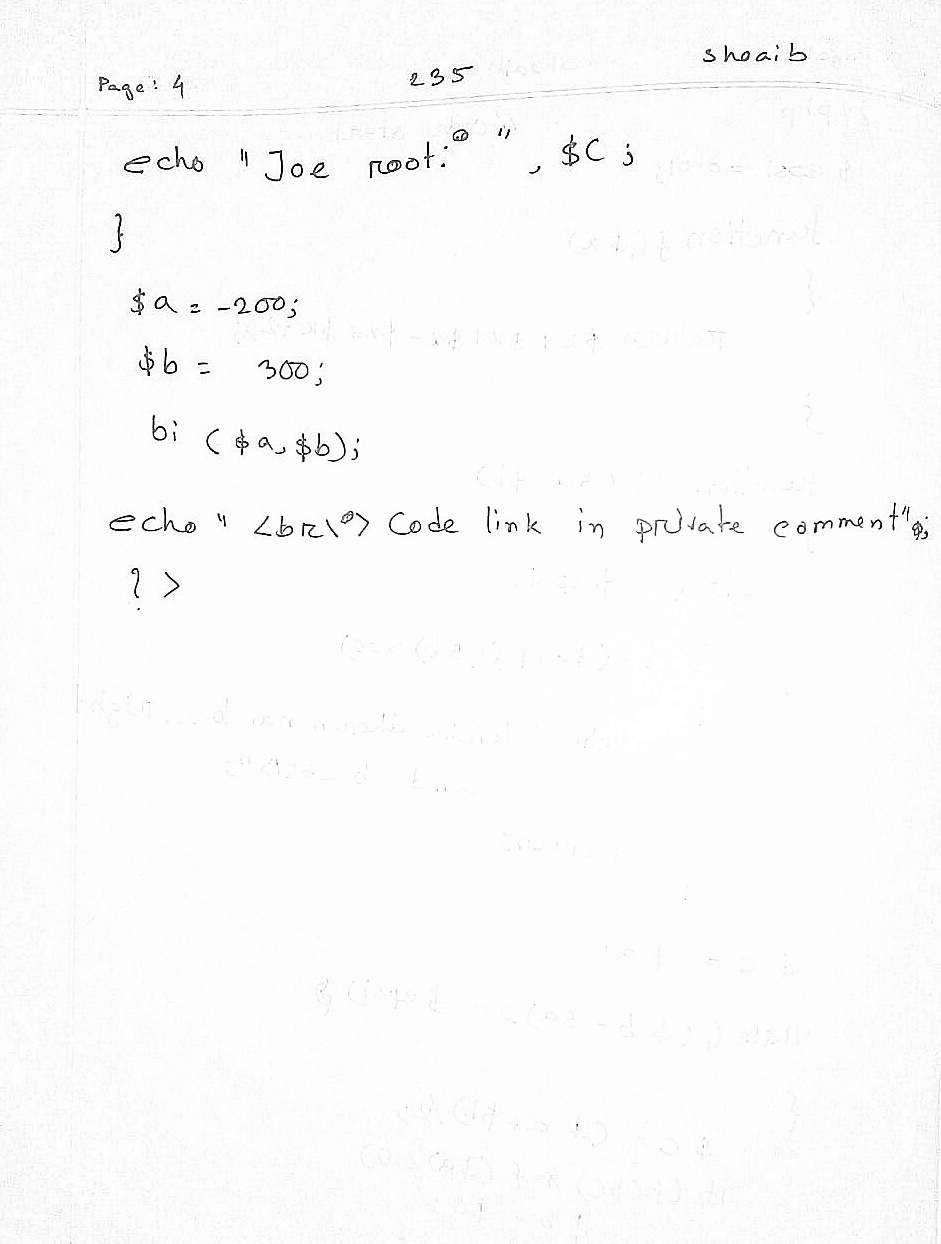 Page: 4 235 shoaib
echo "Joe root: ", $C;
}
$a = -200;
$b = 300;
bi ($a, $b);
echo " <br\> Code link in private comment";
?>